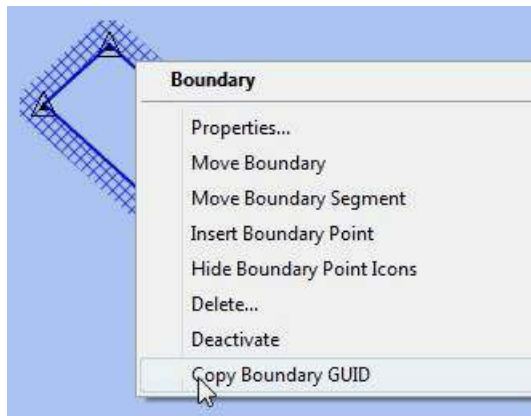 Boundary
Properties...
Move Boundary
Move Boundary Segment
Insert Boundary Point
Hide Boundary Point Icons
Delete...
Deactivate
Copy Boundary GUID